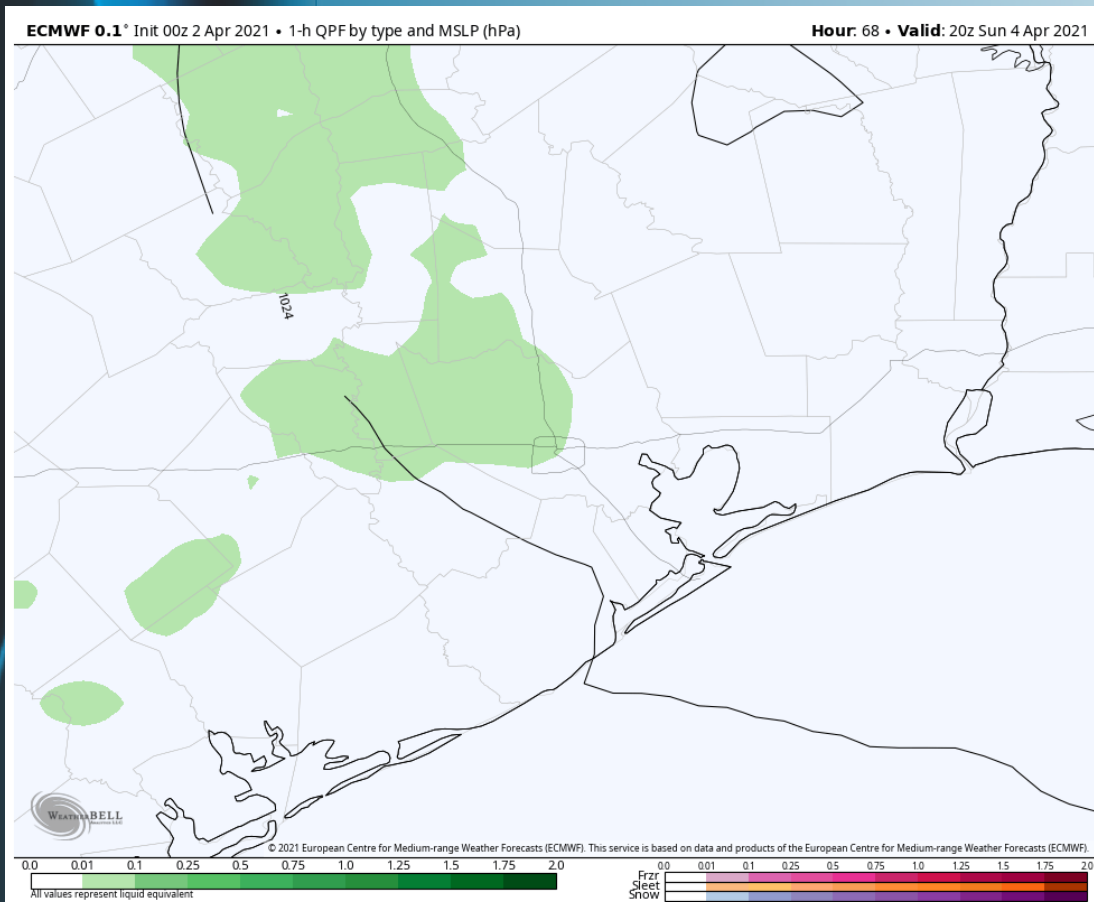 ECMWF 0.1° Init 00z 2 Apr 2021 • 1-h QPF by type and MSLP (hPa)
Hour: 68 • Valid: 20z Sun 4 Apr 2021
1024
WEATHERBELL
Analytics LLC
© 2021 European Centre for Medium-range Weather Forecasts (ECMWF). This service is based on data and products of the European Centre for Medium-range Weather Forecasts (ECMWF).
0.0 0.01 0.1 0.25 0.5 0.75 1.0 1.25 1.5 1.75 2.0
All values represent liquid equivalent
0.0 0.01 0.1 0.25 0.5 0.75 1.0 1.25 1.5 1.75 2.0
Frzr
Sleet
Snow